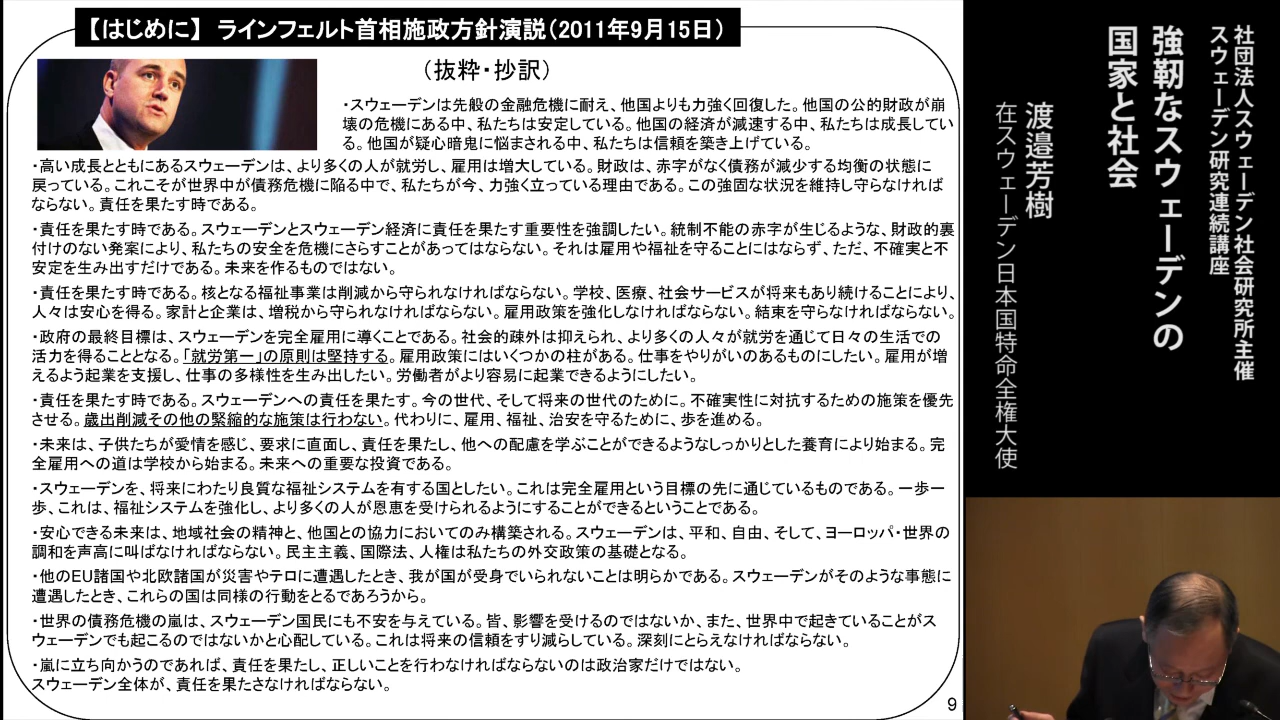 【はじめに】 ラインフェルト首相施政方針演説(2011年9月15日)
(抜粋・抄訳)
・スウェーデンは先般の金融危機に耐え、他国よりも力強く回復した。他国の公的財政が崩
壊の危機にある中、私たちは安定している。他国の経済が減速する中、私たちは成長してい
る。他国が疑心暗鬼に悩まされる中、私たちは信頼を築き上げている。
・高い成長とともにあるスウェーデンは、より多くの人が就労し、雇用は増大している。財政は、赤字がなく債務が減少する均衡の状態に
戻っている。これこそが世界中が債務危機に陥る中で、私たちが今、力強く立っている理由である。この強固な状況を維持し守らなければ
ならない。責任を果たす時である。
・責任を果たす時である。スウェーデンとスウェーデン経済に責任を果たす重要性を強調したい。統制不能の赤字が生じるような、財政的裏
付けのない発案により、私たちの安全を危機にさらすことがあってはならない。それは雇用や福祉を守ることにはならず、ただ、不確実と不
安定を生み出すだけである。未来を作るものではない。
・責任を果たす時である。核となる福祉事業は削減から守られなければならない。学校、医療、社会サービスが将来もあり続けることにより、
人々は安心を得る。家計と企業は、増税から守られなければならない。雇用政策を強化しなければならない。結束を守らなければならない。
・政府の最終目標は、スウェーデンを完全雇用に導くことである。社会的疎外は抑えられ、より多くの人々が就労を通じて日々の生活での
活力を得ることとなる。「就労第一」の原則は堅持する。雇用政策にはいくつかの柱がある。仕事をやりがいのあるものにしたい。雇用が増
えるよう起業を支援し、仕事の多様性を生み出したい。労働者がより容易に起業できるようにしたい。
・責任を果たす時である。スウェーデンへの責任を果たす。今の世代、そして将来の世代のために。不確実性に対抗するための施策を優先
させる。歳出削減その他の緊縮的な施策は行わない。代わりに、雇用、福祉、治安を守るために、歩を進める。
・未来は、子供たちが愛情を感じ、要求に直面し、責任を果たし、他への配慮を学ぶことができるようなしっかりとした養育により始まる。完
全雇用への道は学校から始まる。未来への重要な投資である。
・スウェーデンを、将来にわたり良質な福祉システムを有する国としたい。これは完全雇用という目標の先に通じているものである。一歩一
歩、これは、福祉システムを強化し、より多くの人が恩恵を受けられるようにすることができるということである。
・安心できる未来は、地域社会の精神と、他国との協力においてのみ構築される。スウェーデンは、平和、自由、そして、ヨーロッパ・世界の
調和を声高に叫ばなければならない。民主主義、国際法、人権は私たちの外交政策の基礎となる。
・他のEU諸国や北欧諸国が災害やテロに遭遇したとき、我が国が受身でいられないことは明らかである。スウェーデンがそのような事態に
遭遇したとき、これらの国は同様の行動をとるであろうから。
・世界の債務危機の嵐は、スウェーデン国民にも不安を与えている。皆、影響を受けるのではないか、また、世界中で起きていることがス
ウェーデンでも起こるのではないかと心配している。これは将来の信頼をすり減らしている。深刻にとらえなければならない。
・嵐に立ち向かうのであれば、責任を果たし、正しいことを行わなければならないのは政治家だけではない。
スウェーデン全体が、責任を果たさなければならない。
9
社団法人スウェーデン社会研究所主催
スウェーデン研究連続講座
強靭なスウェーデンの
国家と社会
渡邉芳樹
在スウェーデン日本国特命全権大使